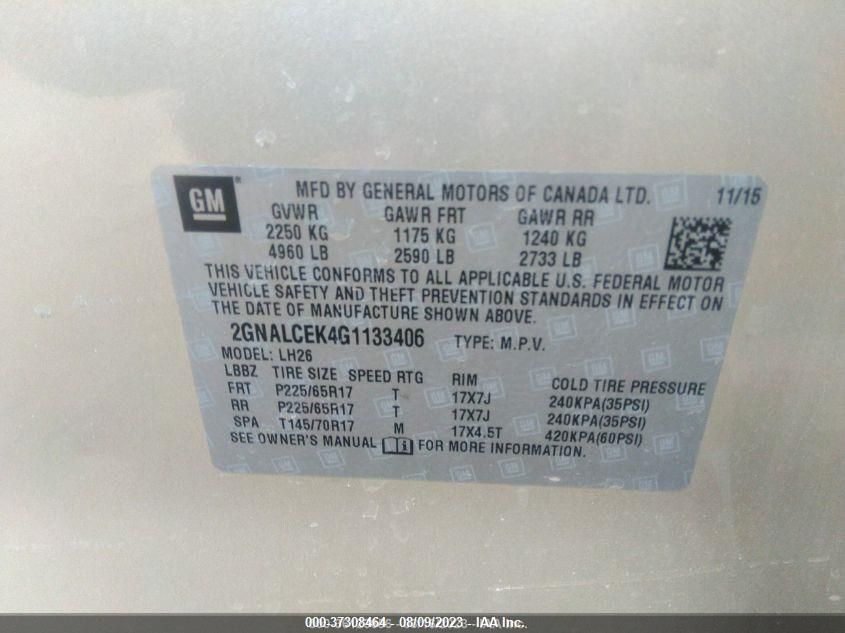 GM ® MFD BY GENERAL MOTORS OF CANADA LTD. 11/15
GVWR GAWR FRT GAWR RR
2250 KG 1175 KG 1240 KG
4960 LB 2590 LB 2733 LB
THIS VEHICLE CONFORMS TO ALL APPLICABLE U.S. FEDERAL MOTOR
VEHICLE SAFETY AND THEFT PREVENTION STANDARDS IN EFFECT ON
THE DATE OF MANUFACTURE SHOWN ABOVE.
2GNALCEK4G1133406 TYPE: M.P.V.
MODEL: LH26
LBBZ TIRE SIZE SPEED RTG RIM COLD TIRE PRESSURE
FRT P225/65R17 T 17X7J 240KPA(35PSI)
RR P225/65R17 T 17X7J 240KPA(35PSI)
SPA T145/70R17 M 17X4.5T 420KPA(60PSI)
SEE OWNER'S MANUAL FOR MORE INFORMATION.
000-37308464 - 08/09/2023 - IAA Inc.